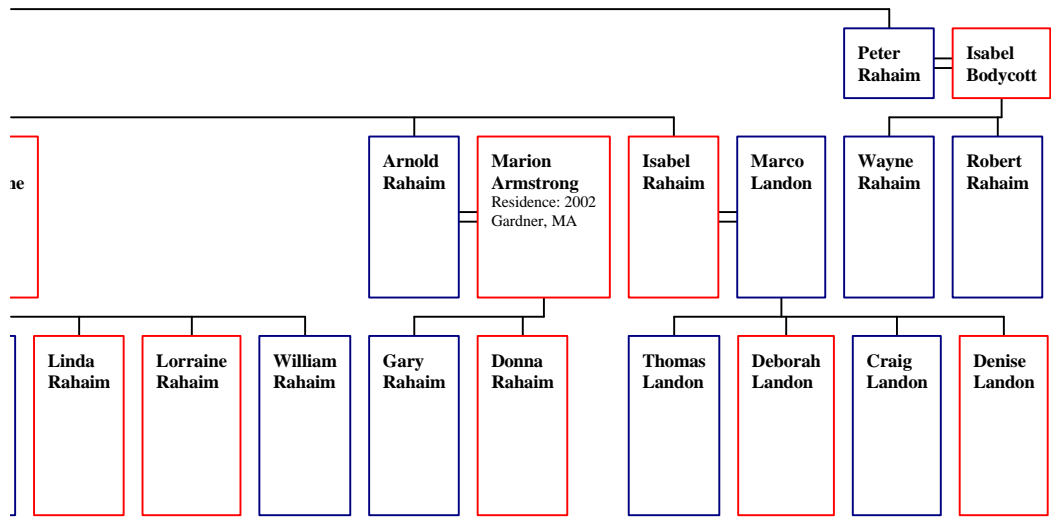 Peter
Rahaim
Isabel
Bodycott
ne
Arnold
Rahaim
Marion
Armstrong
Residence: 2002
Gardner, MA
Isabel
Rahaim
Marco
Landon
Wayne
Rahaim
Robert
Rahaim
Linda
Rahaim
Lorraine
Rahaim
William
Rahaim
Gary
Rahaim
Donna
Rahaim
Thomas
Landon
Deborah
Landon
Craig
Landon
Denise
Landon